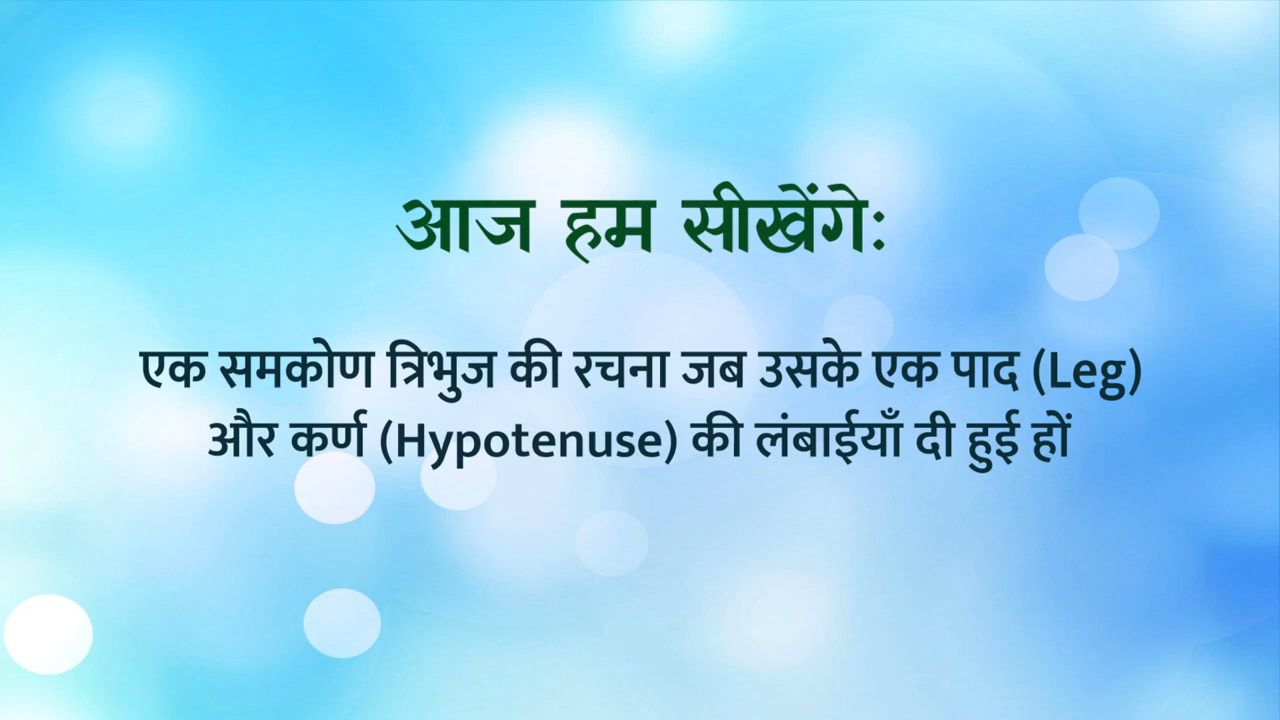 आज हम सीखेंगे:
एक समकोण त्रिभुज की रचना जब उसके एक पाद (Leg)
और कर्ण (Hypotenuse) की लंबाईयाँ दी हुई हों